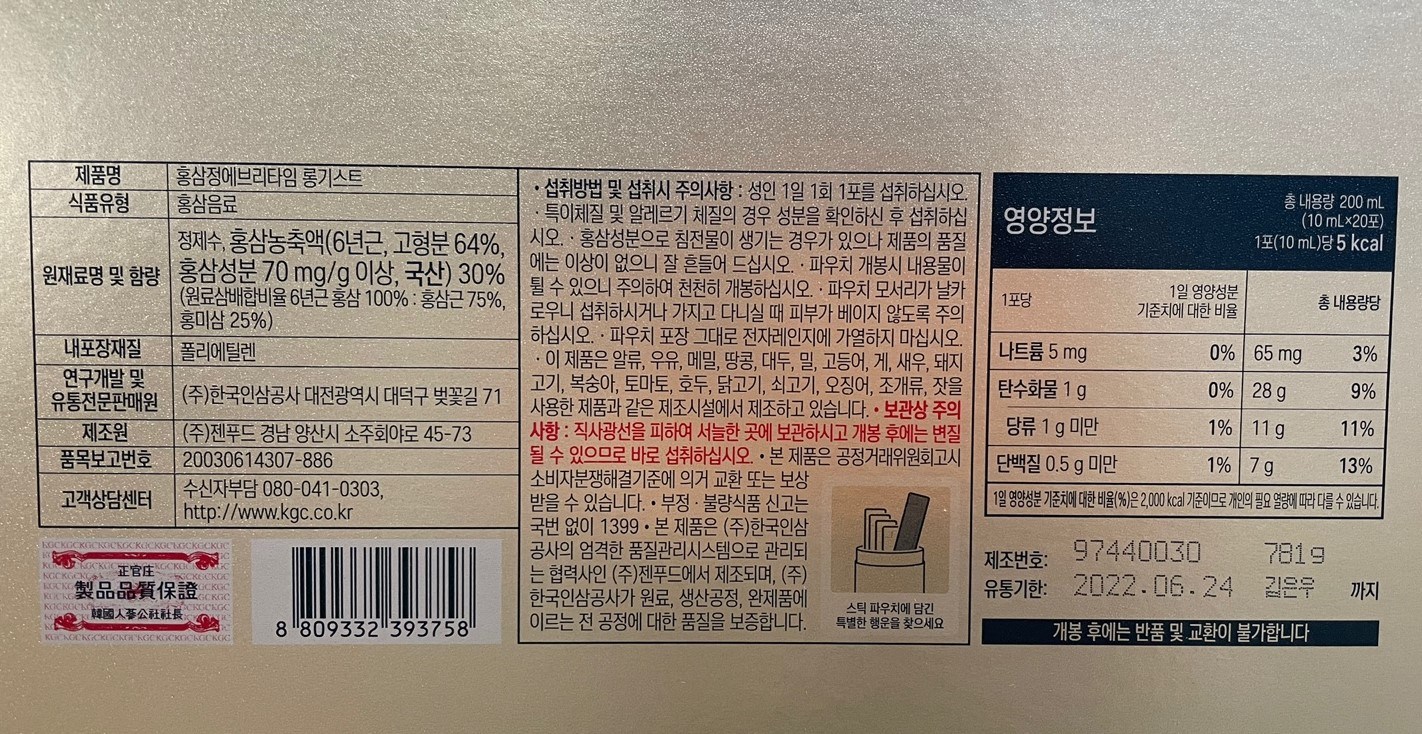 제품명 홍삼정에브리타임 롱기스트
식품유형 홍삼음료
원재료명 및 함량 정제수, 홍삼농축액(6년근, 고형분 64%,
홍삼성분 70 mg/g 이상, 국산) 30%
(원료삼배합비율 6년근 홍삼 100% : 홍삼근 75%,
홍미삼 25%)
내포장재질 폴리에틸렌
연구개발 및
유통전문판매원 (주)한국인삼공사 대전광역시 대덕구 벚꽃길 71
제조원 (주)젠푸드 경남 양산시 소주회야로 45-73
품목보고번호 20030614307-886
고객상담센터 수신자부담 080-041-0303,
http://www.kgc.co.kr
正官庄
製品品質保證
韓國人蔘公社社長
8 809332 393758
• 섭취방법 및 섭취시 주의사항 : 성인 1일 1회 1포를 섭취하십시오.
· 특이체질 및 알레르기 체질의 경우 성분을 확인하신 후 섭취하십
시오. · 홍삼성분으로 침전물이 생기는 경우가 있으나 제품의 품질
에는 이상이 없으니 잘 흔들어 드십시오. · 파우치 개봉시 내용물이
튈 수 있으니 주의하여 천천히 개봉하십시오. · 파우치 모서리가 날카
로우니 섭취하시거나 가지고 다니실 때 피부가 베이지 않도록 주의
하십시오. · 파우치 포장 그대로 전자레인지에 가열하지 마십시오.
· 이 제품은 알류, 우유, 메밀, 땅콩, 대두, 밀, 고등어, 게, 새우, 돼지
고기, 복숭아, 토마토, 호두, 닭고기, 쇠고기, 오징어, 조개류, 잣을
사용한 제품과 같은 제조시설에서 제조하고 있습니다. • 보관상 주의
사항 : 직사광선을 피하여 서늘한 곳에 보관하시고 개봉 후에는 변질
될 수 있으므로 바로 섭취하십시오. • 본 제품은 공정거래위원회고시
소비자분쟁해결기준에 의거 교환 또는 보상
받을 수 있습니다. • 부정 · 불량식품 신고는
국번 없이 1399 • 본 제품은 (주)한국인삼
공사의 엄격한 품질관리시스템으로 관리되
는 협력사인 (주)젠푸드에서 제조되며, (주)
한국인삼공사가 원료, 생산공정, 완제품에
이르는 전 공정에 대한 품질을 보증합니다.
스틱 파우치에 담긴
특별한 행운을 찾으세요
영양정보
총 내용량 200 mL
(10 mL×20포)
1포(10 mL)당 5 kcal
1포당 1일 영양성분
기준치에 대한 비율 총 내용량당
나트륨 5 mg 0% 65 mg 3%
탄수화물 1 g 0% 28 g 9%
당류 1 g 미만 1% 11 g 11%
단백질 0.5 g 미만 1% 7 g 13%
1일 영양성분 기준치에 대한 비율(%)은 2,000 kcal 기준이므로 개인의 필요 열량에 따라 다를 수 있습니다.
제조번호: 97440030 7819
유통기한: 2022.06.24 김은우 까지
개봉 후에는 반품 및 교환이 불가합니다